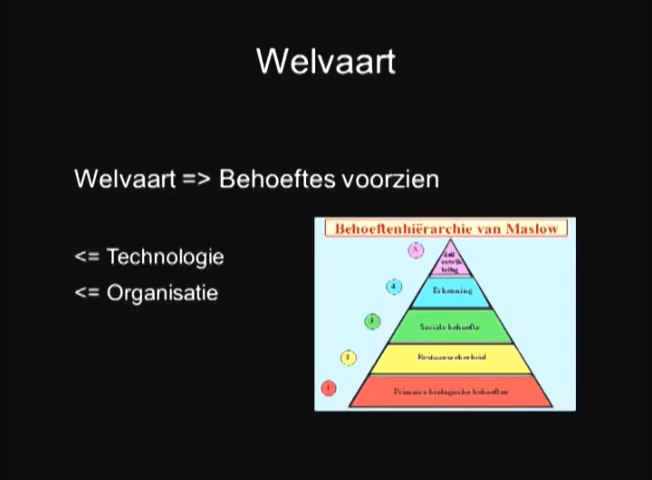 Welvaart
Welvaart => Behoeftes voorzien
<= Technologie
<= Organisatie
Behoeftenhiërarchie van Maslow
5
4
Erkenning
3
Sociale behoefte
2
Bestaanszekerheid
1
Primaire biologische behoeften